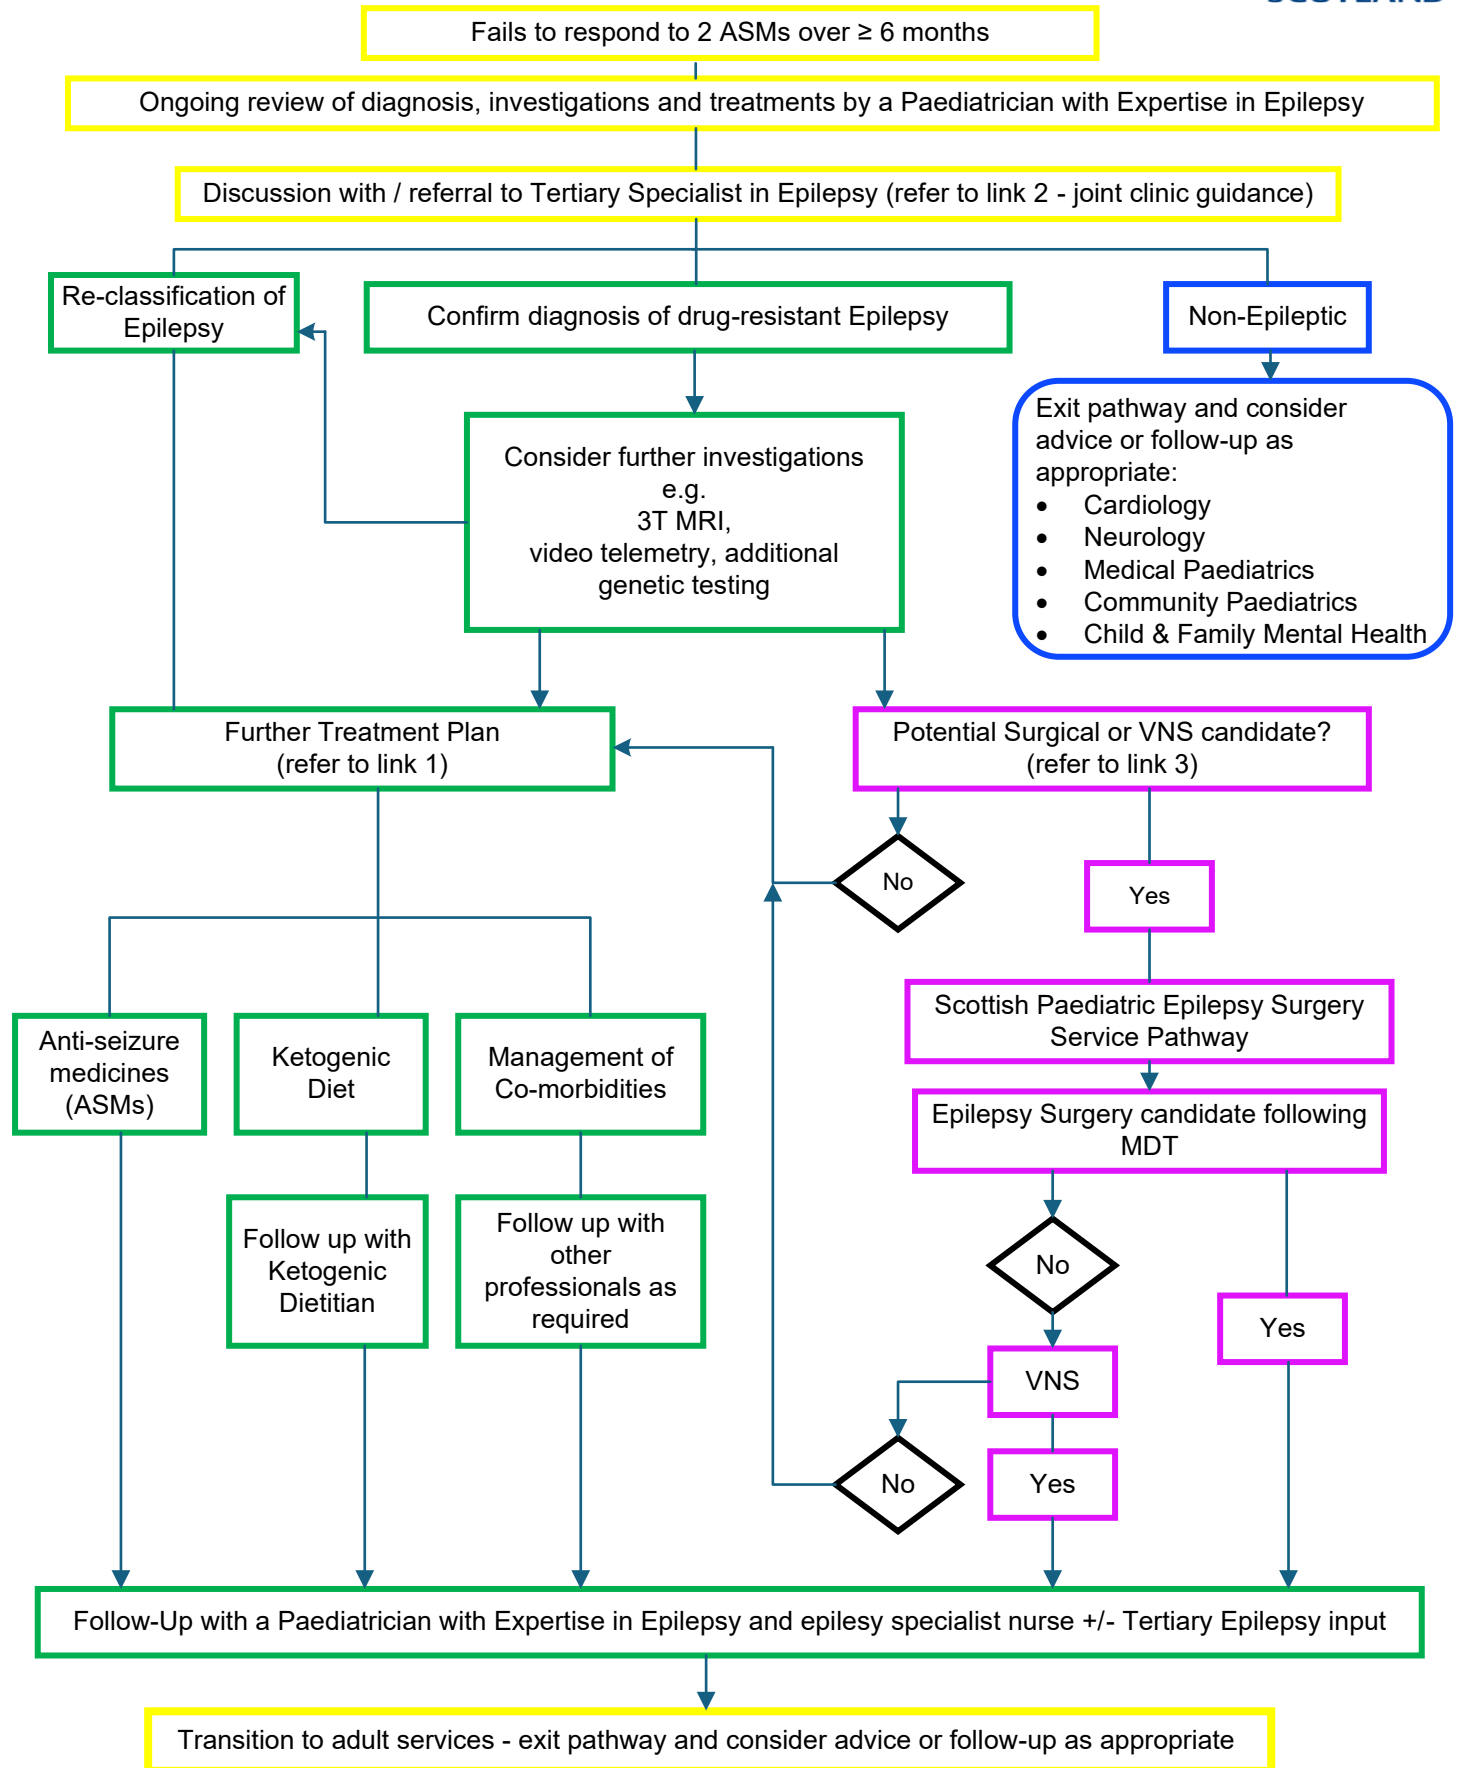 SCOTLAND
Fails to respond to 2 ASMs over ≥ 6 months
Ongoing review of diagnosis, investigations and treatments by a Paediatrician with Expertise in Epilepsy
Discussion with / referral to Tertiary Specialist in Epilepsy (refer to link 2 - joint clinic guidance)
Re-classification of
Epilepsy
Confirm diagnosis of drug-resistant Epilepsy
Non-Epileptic
Exit pathway and consider
advice or follow-up as
appropriate:
• Cardiology
• Neurology
• Medical Paediatrics
• Community Paediatrics
• Child & Family Mental Health
Consider further investigations
e.g.
3T MRI,
video telemetry, additional
genetic testing
Further Treatment Plan
(refer to link 1)
Potential Surgical or VNS candidate?
(refer to link 3)
No
Yes
Scottish Paediatric Epilepsy Surgery
Service Pathway
Anti-seizure
medicines
(ASMs)
Ketogenic
Diet
Management of
Co-morbidities
Epilepsy Surgery candidate following
MDT
Follow up with
Ketogenic
Dietitian
Follow up with
other
professionals as
required
No
Yes
VNS
No
Yes
Follow-Up with a Paediatrician with Expertise in Epilepsy and epilesy specialist nurse +/- Tertiary Epilepsy input
Transition to adult services - exit pathway and consider advice or follow-up as appropriate